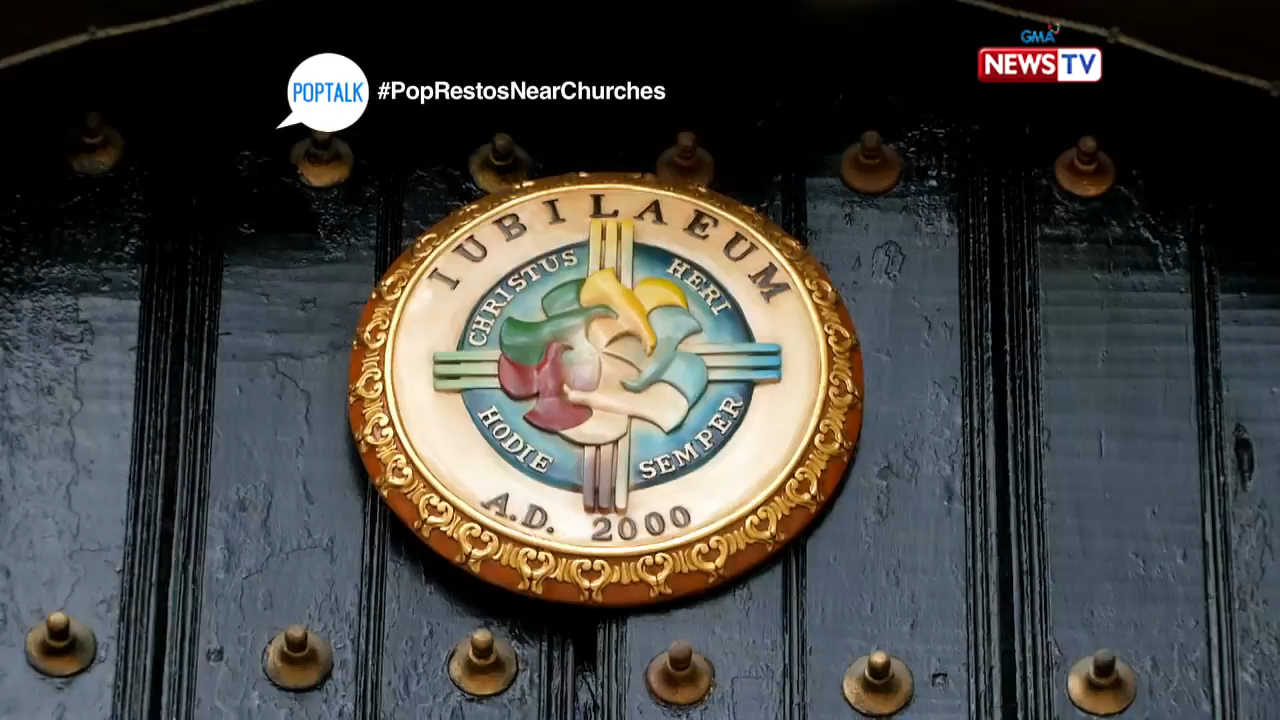 GMA
NEWS TV
POPTALK
#PopRestosNearChurches
IUBILAEUM
CHRISTUS
HERI
HODIE
SEMPER
A.D. 2000